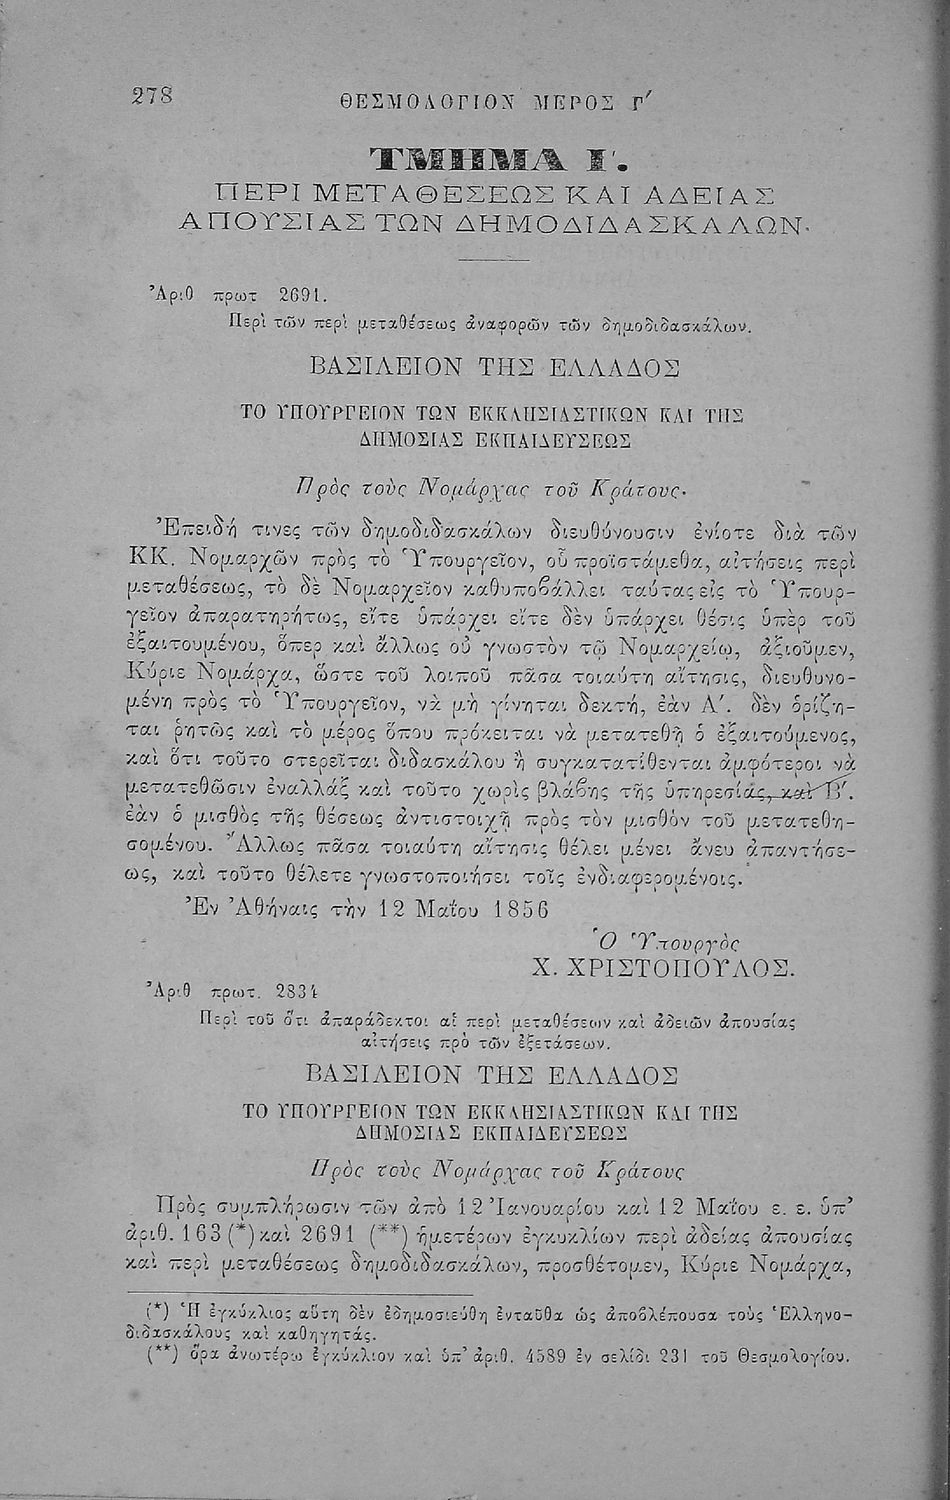 278
ΘΕΣΜΟΛΟΓΙΟΝ ΜΕΡΟΣ Γ΄
ΤΜΗΜΑ Ι΄.
ΠΕΡΙ ΜΕΤΑΘΕΣΕΩΣ ΚΑΙ ΑΔΕΙΑΣ
ΑΠΟΥΣΙΑΣ ΤΩΝ ΔΗΜΟΔΙΔΑΣΚΑΛΩΝ.
Ἀριθ πρωτ 2691.
Περὶ τῶν περὶ μεταθέσεως ἀναφορῶν τῶν δημοδιδασκάλων.
ΒΑΣΙΛΕΙΟΝ ΤΗΣ ΕΛΛΑΔΟΣ
ΤΟ ΥΠΟΥΡΓΕΙΟΝ ΤΩΝ ΕΚΚΛΗΣΙΑΣΤΙΚΩΝ ΚΑΙ ΤΗΣ
ΔΗΜΟΣΙΑΣ ΕΚΠΑΙΔΕΥΣΕΩΣ
Πρὸς τοὺς Νομάρχας τοῦ Κράτους.
Ἐπειδή τινες τῶν δημοδιδασκάλων διευθύνουσιν ἐνίοτε διὰ τῶν
ΚΚ. Νομαρχῶν πρὸς τὸ Ὑπουργεῖον, οὗ προϊστάμεθα, αἰτήσεις περὶ
μεταθέσεως, τὸ δὲ Νομαρχεῖον καθυποβάλλει ταύτας εἰς τὸ Ὑπουρ-
γεῖον ἀπαρατηρήτως, εἴτε ὑπάρχει εἴτε δὲν ὑπάρχει θέσις ὑπὲρ τοῦ
ἐξαιτουμένου, ὅπερ καὶ ἄλλως οὐ γνωστὸν τῷ Νομαρχείῳ, ἀξιοῦμεν,
Κύριε Νομάρχα, ὥστε τοῦ λοιποῦ πᾶσα τοιαύτη αἴτησις, διευθυνο-
μένη πρὸς τὸ Ὑπουργεῖον, νὰ μὴ γίνηται δεκτή, ἐὰν Α΄. δὲν ὁρίζη-
ται ῥητῶς καὶ τὸ μέρος ὅπου πρόκειται νὰ μετατεθῇ ὁ ἐξαιτούμενος,
καὶ ὅτι τοῦτο στερεῖται διδασκάλου ἢ συγκατατίθενται ἀμφότεροι νὰ
μετατεθῶσιν ἐναλλὰξ καὶ τοῦτο χωρὶς βλάβης τῆς ὑπηρεσίας, καὶ Β΄.
ἐὰν ὁ μισθὸς τῆς θέσεως ἀντιστοιχῇ πρὸς τὸν μισθὸν τοῦ μετατεθη-
σομένου. Ἄλλως πᾶσα τοιαύτη αἴτησις θέλει μένει ἄνευ ἀπαντήσε-
ως, καὶ τοῦτο θέλετε γνωστοποιήσει τοῖς ἐνδιαφερομένοις.
Ἐν Ἀθήναις τὴν 12 Μαΐου 1856
Ὁ Ὑπουργὸς
Χ. ΧΡΙΣΤΟΠΟΥΛΟΣ.
Ἀριθ πρωτ. 2834
Περὶ τοῦ ὅτι ἀπαράδεκτοι αἱ περὶ μεταθέσεων καὶ ἀδειῶν ἀπουσίας
αἰτήσεις πρὸ τῶν ἐξετάσεων.
ΒΑΣΙΛΕΙΟΝ ΤΗΣ ΕΛΛΑΔΟΣ
ΤΟ ΥΠΟΥΡΓΕΙΟΝ ΤΩΝ ΕΚΚΛΗΣΙΑΣΤΙΚΩΝ ΚΑΙ ΤΗΣ
ΔΗΜΟΣΙΑΣ ΕΚΠΑΙΔΕΥΣΕΩΣ
Πρὸς τοὺς Νομάρχας τοῦ Κράτους
Πρὸς συμπλήρωσιν τῶν ἀπὸ 12 Ἰανουαρίου καὶ 12 Μαΐου ε. ε. ὑπ'
ἀριθ. 163 (*) καὶ 2691 (**) ἡμετέρων ἐγκυκλίων περὶ ἀδείας ἀπουσίας
καὶ περὶ μεταθέσεως δημοδιδασκάλων, προσθέτομεν, Κύριε Νομάρχα,
(*) Ἡ ἐγκύκλιος αὕτη δὲν ἐδημοσιεύθη ἐνταῦθα ὡς ἀποβλέπουσα τοὺς Ἑλληνο-
διδασκάλους καὶ καθηγητάς.
(**) ὅρα ἀνωτέρω ἐγκύκλιον καὶ ὑπ' ἀριθ. 4589 ἐν σελίδι 231 τοῦ Θεσμολογίου.